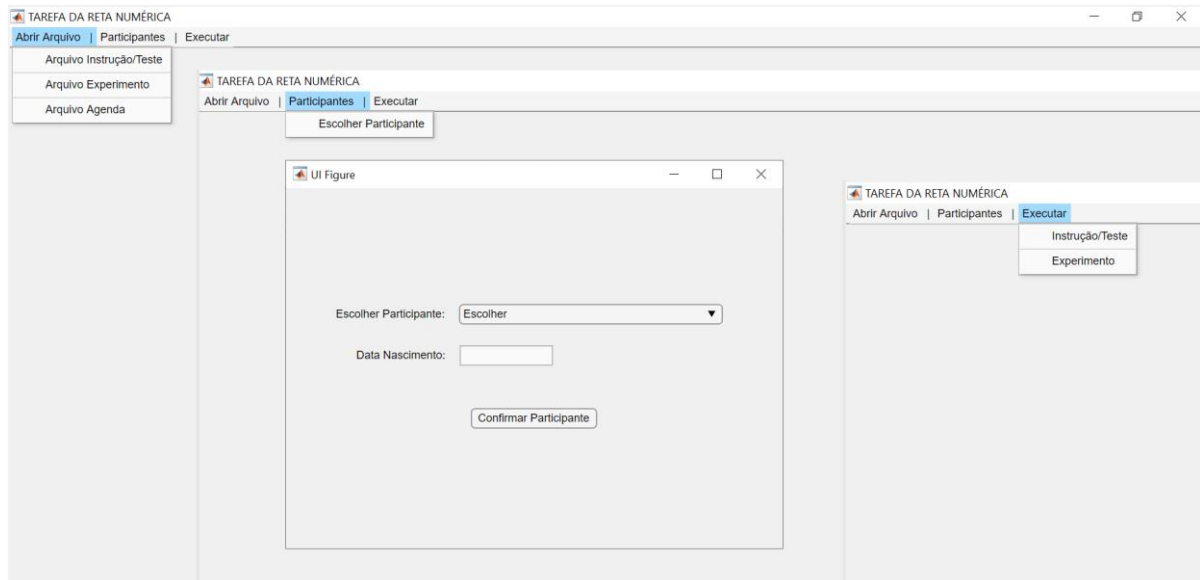 TAREFA DA RETA NUMÉRICA
Abrir Arquivo | Participantes | Executar
Arquivo Instrução/Teste
Arquivo Experimento
Arquivo Agenda
TAREFA DA RETA NUMÉRICA
Abrir Arquivo | Participantes | Executar
Escolher Participante
UI Figure
Escolher Participante: Escolher
Data Nascimento:
Confirmar Participante
TAREFA DA RETA NUMÉRICA
Abrir Arquivo | Participantes | Executar
Instrução/Teste
Experimento